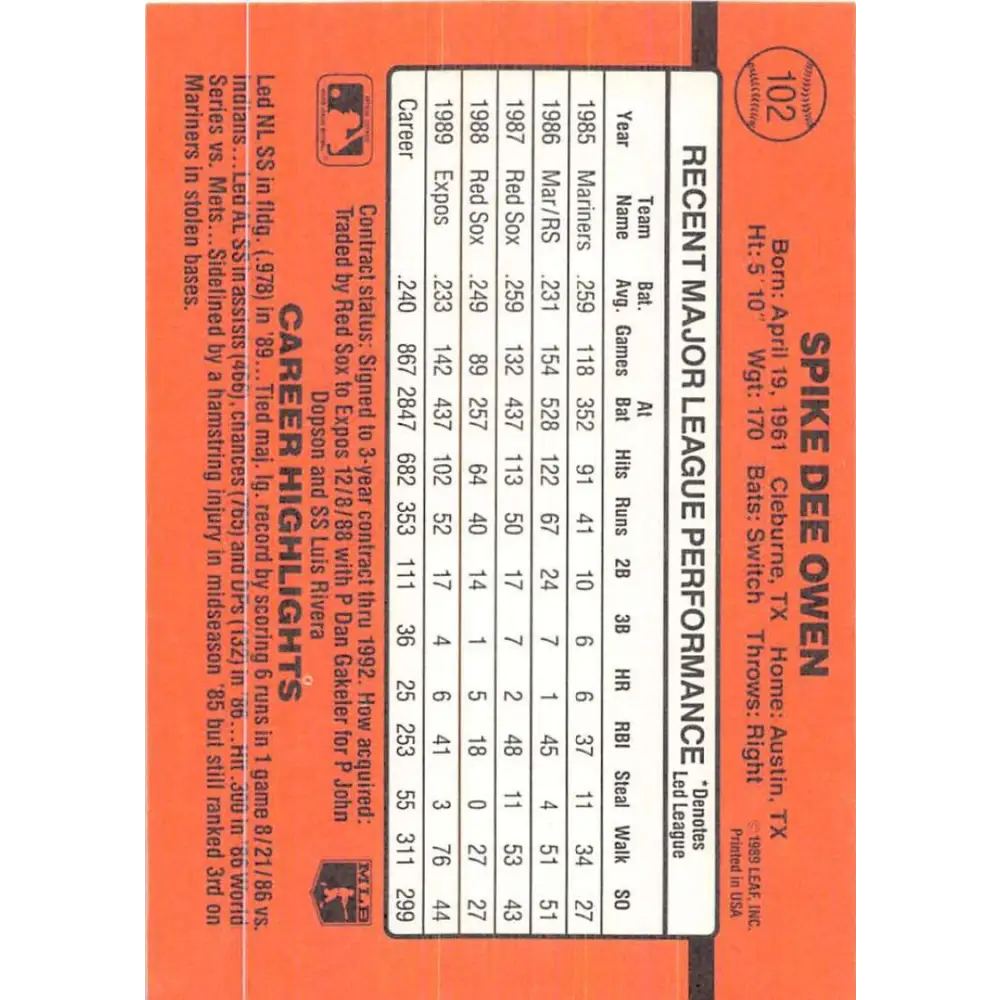 102
SPIKE DEE OWEN
Born: April 19, 1961 Cleburne, TX Home: Austin, TX
Ht: 5'10" Wgt: 170 Bats: Switch Throws: Right
© 1989 LEAF, INC.
Printed in USA
RECENT MAJOR LEAGUE PERFORMANCE *Denotes Led League
Year Team Name Bat. Avg. Games At Bat Hits Runs 2B 3B HR RBI Steal Walk SO
1985 Mariners .259 118 352 91 41 10 6 6 37 11 34 27
1986 Mar/RS .231 154 528 122 67 24 7 1 45 4 51 51
1987 Red Sox .259 132 437 113 50 17 7 2 48 11 53 43
1988 Red Sox .249 89 257 64 40 14 1 5 18 0 27 27
1989 Expos .233 142 437 102 52 17 4 6 41 3 76 44
Career .240 867 2847 682 353 111 36 25 253 55 311 299
Contract status: Signed to 3-year contract thru 1992. How acquired:
Traded by Red Sox to Expos 12/8/88 with P Dan Gakeler for P John
Dopson and SS Luis Rivera
MLB
CAREER HIGHLIGHTS
Led NL SS in fldg. (.978) in '89...Tied maj. lg. record by scoring 6 runs in 1 game 8/21/86 vs.
Indians...Led AL SS in assists (466), chances (765) and DPs (132) in '86...Hit .300 in '86 World
Series vs. Mets...Sidelined by a hamstring injury in midseason '85 but still ranked 3rd on
Mariners in stolen bases.